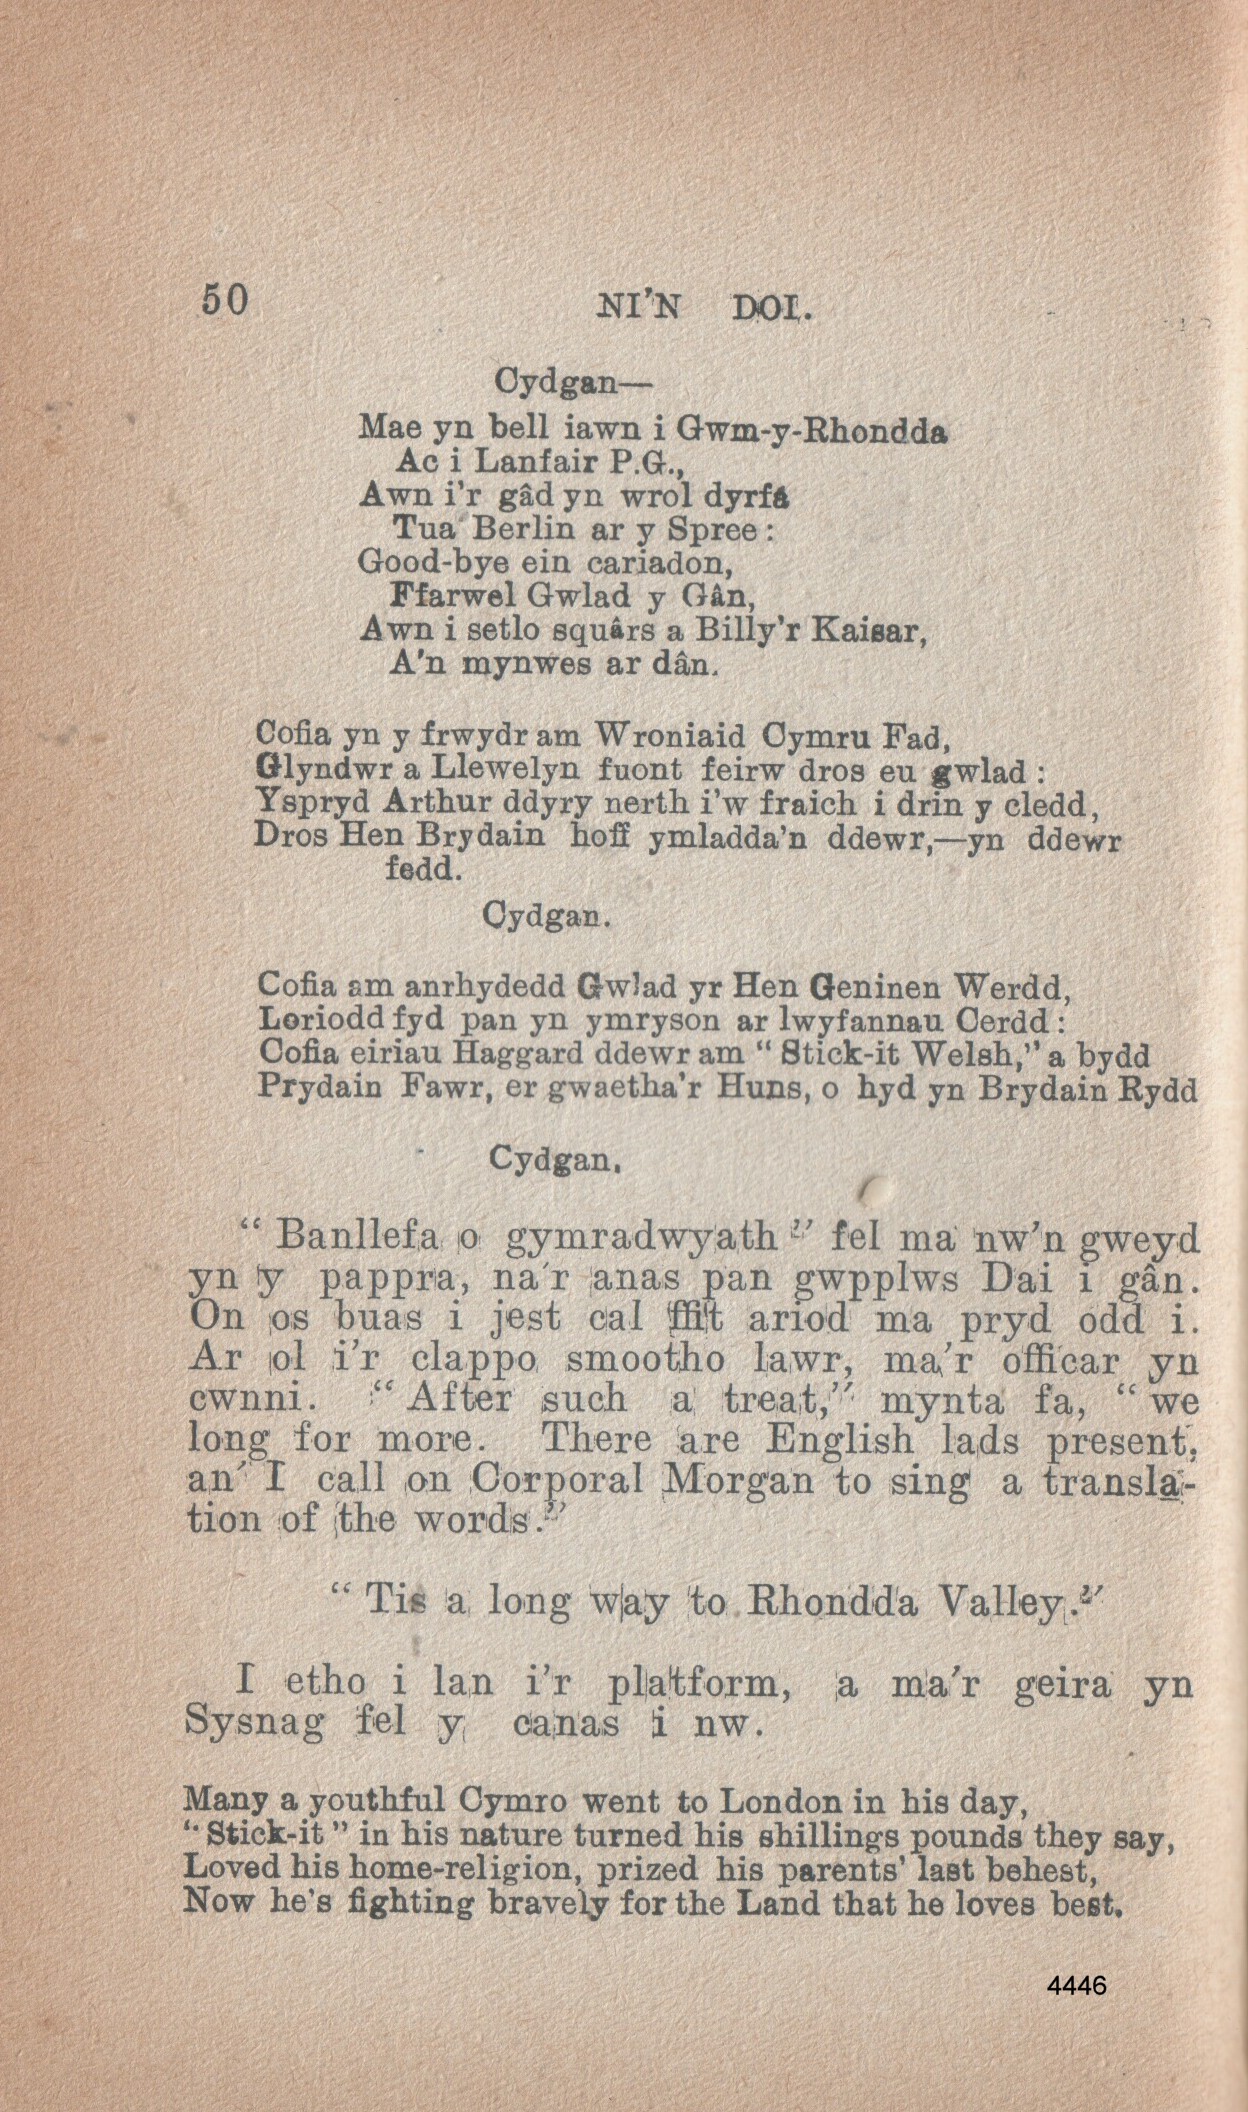 50 NI'N DOI.
Cydgan—
Mae yn bell iawn i Gwm-y-Rhondda
Ac i Lanfair P.G.,
Awn i'r gâd yn wrol dyrfa
Tua Berlin ar y Spree :
Good-bye ein cariadon,
Ffarwel Gwlad y Gân,
Awn i setlo squârs a Billy'r Kaisar,
A'n mynwes ar dân.
Cofia yn y frwydr am Wroniaid Cymru Fad,
Glyndwr a Llewelyn fuont feirw dros eu gwlad :
Yspryd Arthur ddyry nerth i'w fraich i drin y cledd,
Dros Hen Brydain hoff ymladda'n ddewr,—yn ddewr
fedd.
Cydgan.
Cofia am anrhydedd Gwlad yr Hen Geninen Werdd,
Loriodd fyd pan yn ymryson ar lwyfannau Cerdd :
Cofia eiriau Haggard ddewr am "Stick-it Welsh," a bydd
Prydain Fawr, er gwaetha'r Huns, o hyd yn Brydain Rydd
Cydgan.
"Banllefa o gymradwyath" fel ma nw'n gweyd
yn y pappra, na'r anas pan gwpplws Dai i gân.
On os buas i jest cal ffit ariod ma pryd odd i.
Ar ol i'r clappo smootho lawr, ma'r officar yn
cwnni. "After such a treat," mynta fa, "we
long for more. There are English lads present,
an' I call on Corporal Morgan to sing a transla-
tion of the words."
"Tis a long way to Rhondda Valley."
I etho i lan i'r platform, a ma'r geira yn
Sysnag fel y canas i nw.
Many a youthful Cymro went to London in his day,
"Stick-it" in his nature turned his shillings pounds they say,
Loved his home-religion, prized his parents' last behest,
Now he's fighting bravely for the Land that he loves best.
4446